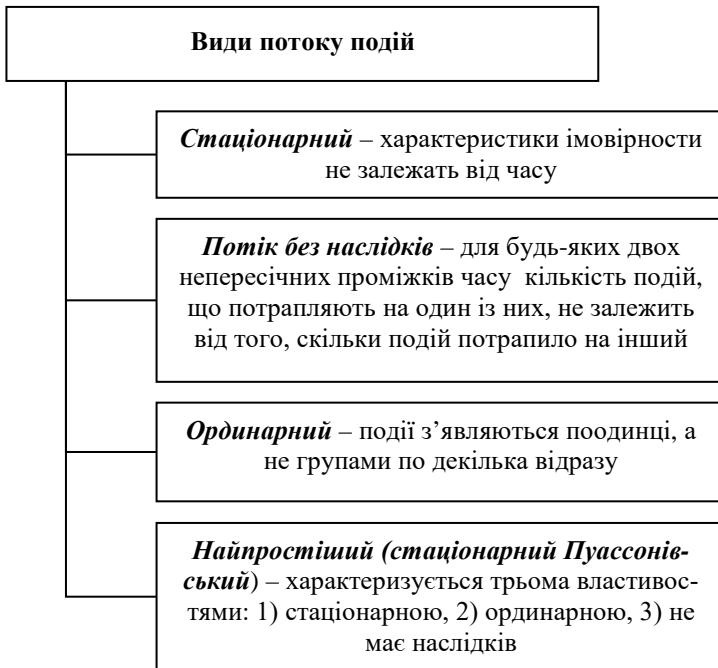 Види потоку подій
Стаціонарний – характеристики імовірності
не залежать від часу
Потік без наслідків – для будь-яких двох
непересічних проміжків часу кількість подій,
що потрапляють на один із них, не залежить
від того, скільки подій потрапило на інший
Ординарний – події з’являються поодинці, а
не групами по декілька відразу
Найпростіший (стаціонарний Пуассонів-
ський) – характеризується трьома властивос-
тями: 1) стаціонарною, 2) ординарною, 3) не
має наслідків